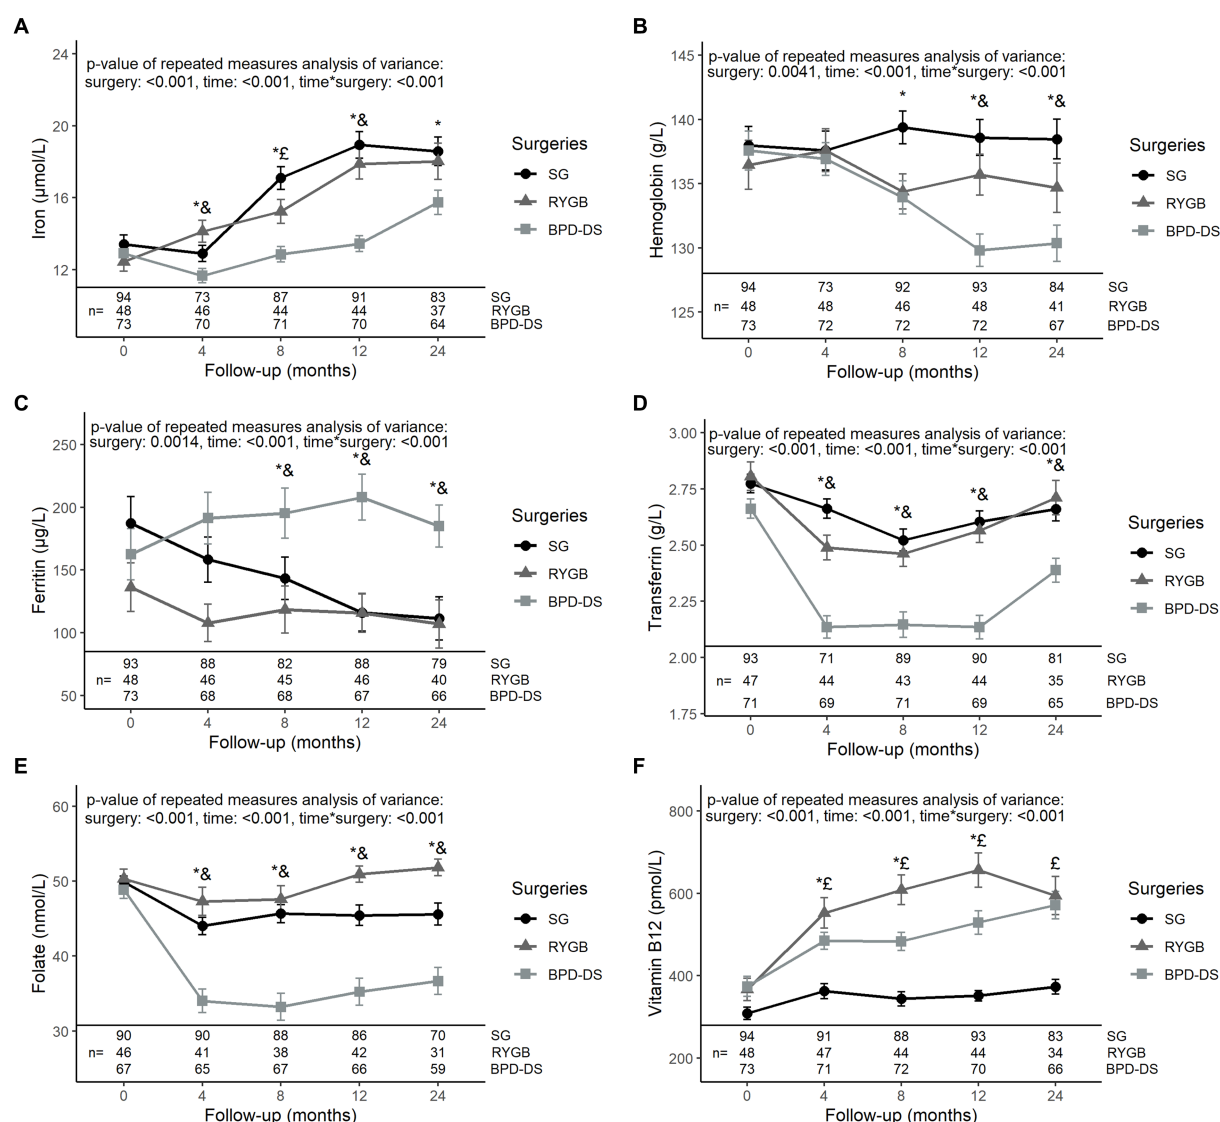 A
p-value of repeated measures analysis of variance:
surgery: <0.001, time: <0.001, time*surgery: <0.001
24
20
16
12
Iron (µmol/L)
*&
*£
*&
*
Surgeries
SG
RYGB
BPD-DS
94 73 87 91 83 SG
n= 48 46 44 44 37 RYGB
73 70 71 70 64 BPD-DS
0 4 8 12 24
Follow-up (months)
B
p-value of repeated measures analysis of variance:
surgery: 0.0041, time: <0.001, time*surgery: <0.001
145
140
135
130
125
Hemoglobin (g/L)
*
*&
*&
Surgeries
SG
RYGB
BPD-DS
94 73 92 93 84 SG
n= 48 48 46 48 41 RYGB
73 72 72 72 67 BPD-DS
0 4 8 12 24
Follow-up (months)
C
p-value of repeated measures analysis of variance:
surgery: 0.0014, time: <0.001, time*surgery: <0.001
250
200
150
100
50
Ferritin (µg/L)
*&
*&
*&
Surgeries
SG
RYGB
BPD-DS
93 88 82 88 79 SG
n= 48 46 45 46 40 RYGB
73 68 68 67 66 BPD-DS
0 4 8 12 24
Follow-up (months)
D
p-value of repeated measures analysis of variance:
surgery: <0.001, time: <0.001, time*surgery: <0.001
3.00
2.75
2.50
2.25
2.00
1.75
Transferrin (g/L)
*&
*&
*&
*&
Surgeries
SG
RYGB
BPD-DS
93 71 89 90 81 SG
n= 47 44 43 44 35 RYGB
71 69 71 69 65 BPD-DS
0 4 8 12 24
Follow-up (months)
E
p-value of repeated measures analysis of variance:
surgery: <0.001, time: <0.001, time*surgery: <0.001
60
50
40
30
Folate (nmol/L)
*&
*&
*&
*&
Surgeries
SG
RYGB
BPD-DS
90 90 88 86 70 SG
n= 46 41 38 42 31 RYGB
67 65 67 66 59 BPD-DS
0 4 8 12 24
Follow-up (months)
F
p-value of repeated measures analysis of variance:
surgery: <0.001, time: <0.001, time*surgery: <0.001
800
600
400
200
Vitamin B12 (pmol/L)
*£
*£
*£
£
Surgeries
SG
RYGB
BPD-DS
94 91 88 93 83 SG
n= 48 47 44 44 34 RYGB
73 71 72 70 66 BPD-DS
0 4 8 12 24
Follow-up (months)